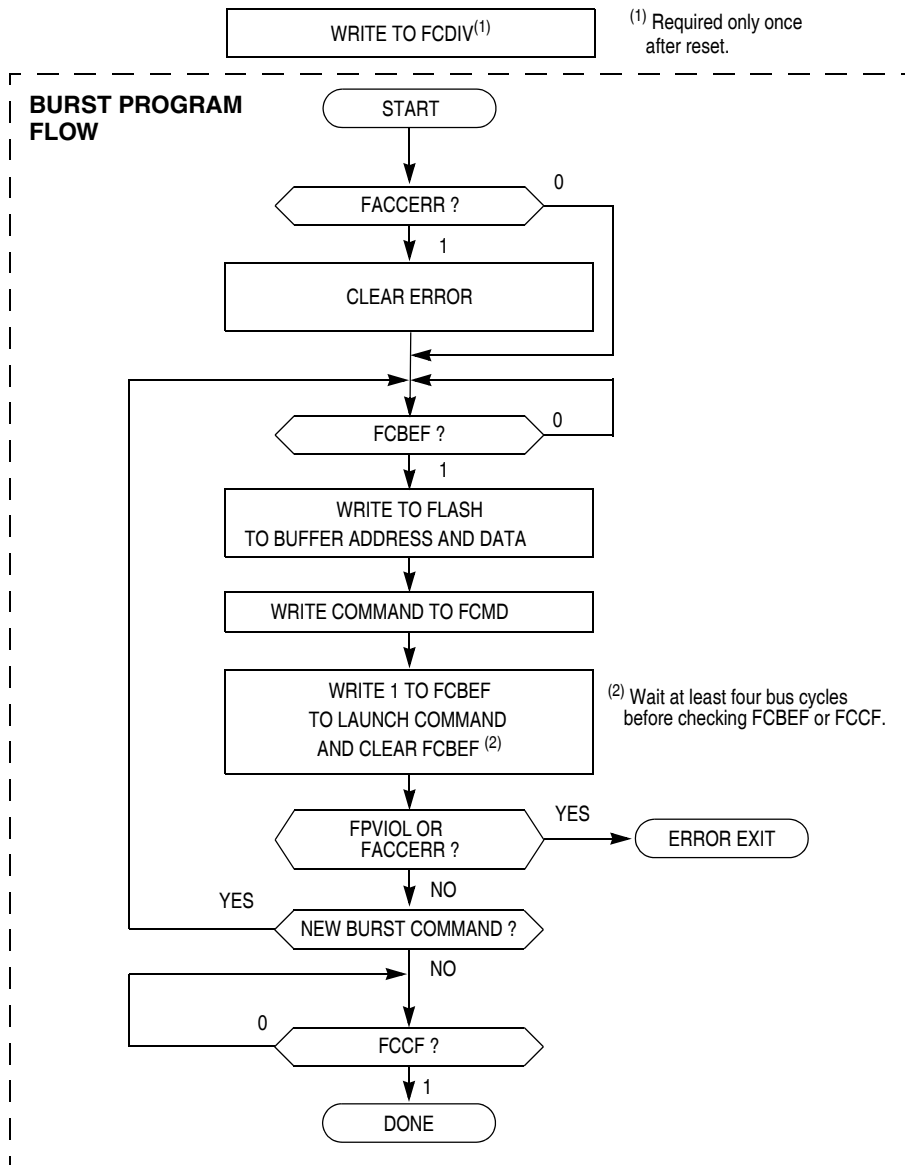 WRITE TO FCDIV(1)
(1) Required only once
after reset.
BURST PROGRAM
FLOW
START
FACCERR ?
0
1
CLEAR ERROR
FCBEF ?
0
1
WRITE TO FLASH
TO BUFFER ADDRESS AND DATA
WRITE COMMAND TO FCMD
WRITE 1 TO FCBEF
TO LAUNCH COMMAND
AND CLEAR FCBEF (2)
(2) Wait at least four bus cycles
before checking FCBEF or FCCF.
FPVIOL OR
FACCERR ?
YES
ERROR EXIT
NO
YES
NEW BURST COMMAND ?
NO
0
FCCF ?
1
DONE